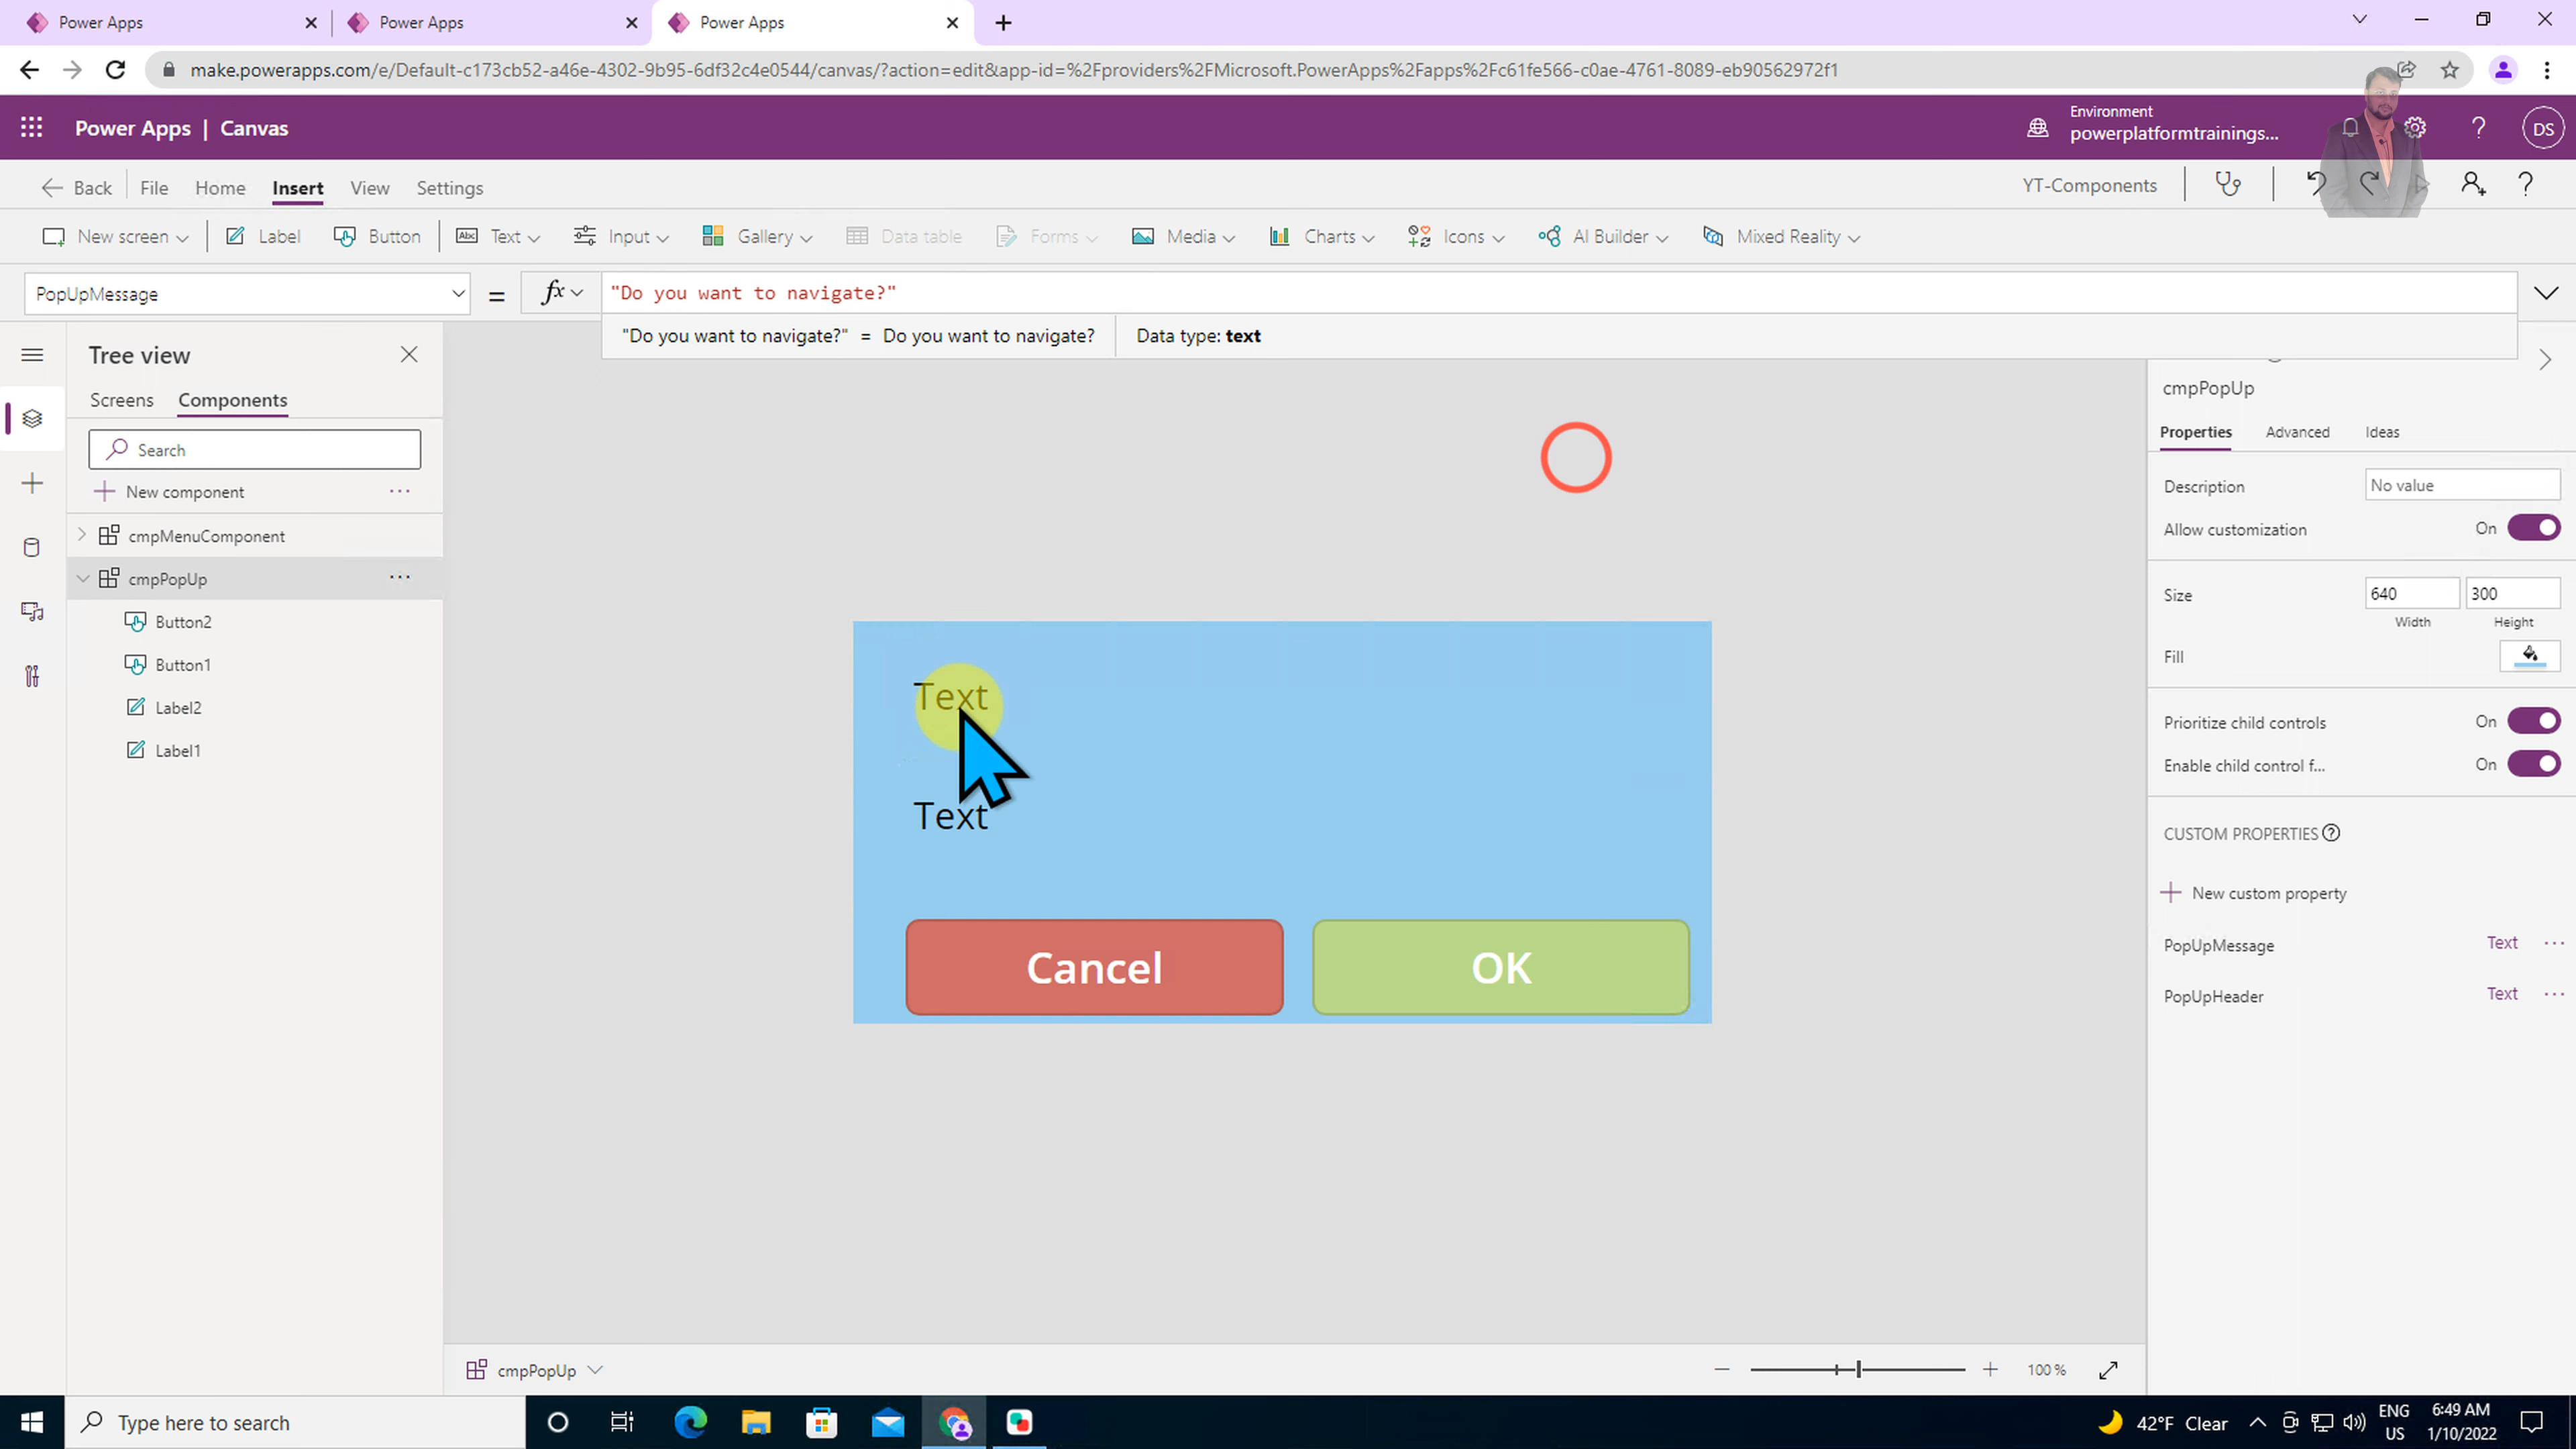 Power Apps
Power Apps
Power Apps
make.powerapps.com/e/Default-c173cb52-a46e-4302-9b95-6df32c4e0544/canvas/?action=edit&app-id=%2Fproviders%2FMicrosoft.PowerApps%2Fapps%2Fc61fe566-c0ae-4761-8089-eb90562972f1
Power Apps | Canvas
Environment
powerplatformtrainings...
DS
Back
File
Home
Insert
View
Settings
YT-Components
New screen
Label
Button
Abc Text
Input
Gallery
Data table
Forms
Media
Charts
Icons
AI Builder
Mixed Reality
PopUpMessage
=
fx
"Do you want to navigate?"
"Do you want to navigate?" = Do you want to navigate?
Data type: text
Tree view
Screens
Components
Search
New component
cmpMenuComponent
cmpPopUp
Button2
Button1
Label2
Label1
Text
Text
Cancel
OK
cmpPopUp
Properties
Advanced
Ideas
Description
No value
Allow customization
On
Size
640
300
Width
Height
Fill
Prioritize child controls
On
Enable child control f...
On
CUSTOM PROPERTIES
New custom property
PopUpMessage
Text
PopUpHeader
Text
cmpPopUp
100 %
Type here to search
42°F Clear
ENG
US
6:49 AM
1/10/2022